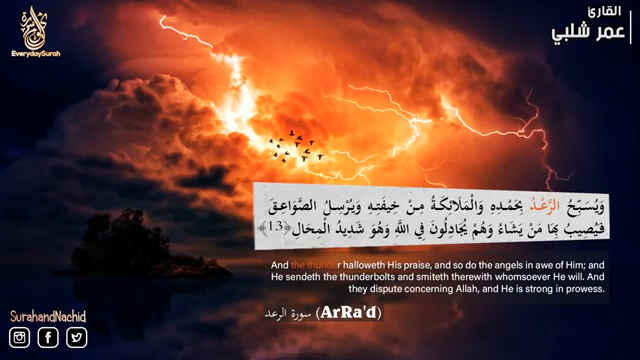 EverydaySurah
القارئ
عمر شلبي
وَيُسَبِّحُ الرَّعْدُ بِحَمْدِهِ وَالْمَلَائِكَةُ مِنْ خِيفَتِهِ وَيُرْسِلُ الصَّوَاعِقَ
فَيُصِيبُ بِهَا مَنْ يَشَاءُ وَهُمْ يُجَادِلُونَ فِي اللَّهِ وَهُوَ شَدِيدُ الْمِحَالِ ﴿13﴾
And the thunder halloweth His praise, and so do the angels in awe of Him; and
He sendeth the thunderbolts and smiteth therewith whomsoever He will. And
they dispute concerning Allah, and He is strong in prowess.
سورة الرعد (ArRa'd)
SurahandNachid